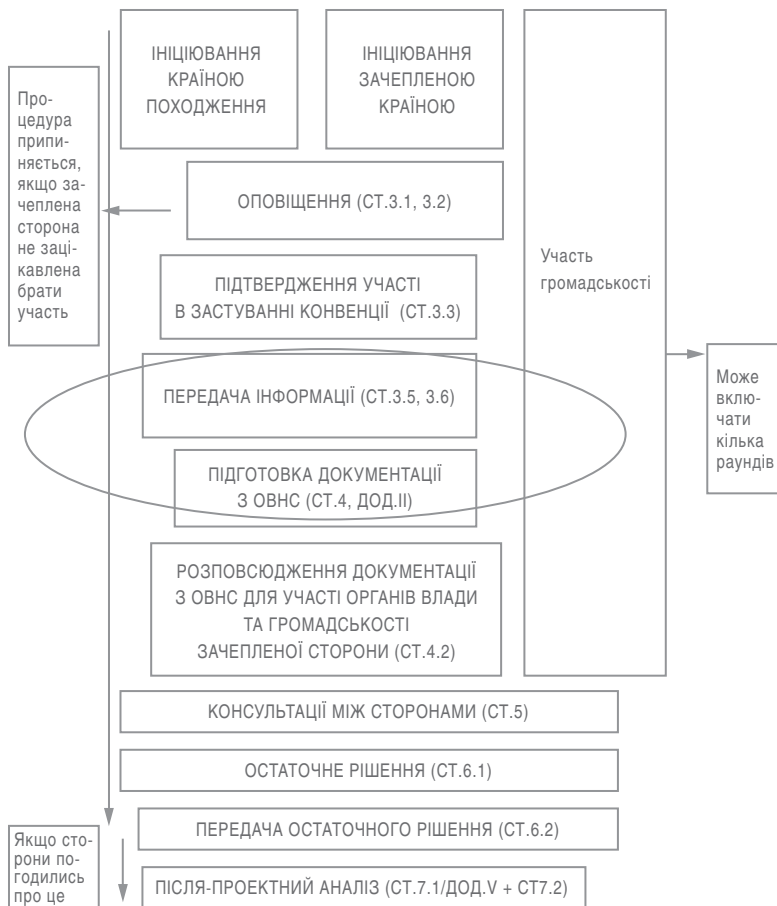 ІНІЦІЮВАННЯ
КРАЇНОЮ
ПОХОДЖЕННЯ
ІНІЦІЮВАННЯ
ЗАЧЕПЛЕНОЮ
КРАЇНОЮ
Про-
цедура
припи-
няється,
якщо за-
чеплена
сторона
не заці-
кавлена
брати
участь
ОПОВІЩЕННЯ (СТ.3.1, 3.2)
Участь
громадськості
ПІДТВЕРДЖЕННЯ УЧАСТІ
В ЗАСТУВАННІ КОНВЕНЦІЇ (СТ.3.3)
ПЕРЕДАЧА ІНФОРМАЦІЇ (СТ.3.5, 3.6)
Може
вклю-
чати
кілька
раундів
ПІДГОТОВКА ДОКУМЕНТАЦІЇ
З ОВНС (СТ.4, ДОД.II)
РОЗПОВСЮДЖЕННЯ ДОКУМЕНТАЦІЇ
З ОВНС ДЛЯ УЧАСТІ ОРГАНІВ ВЛАДИ
ТА ГРОМАДСЬКОСТІ
ЗАЧЕПЛЕНОЇ СТОРОНИ (СТ.4.2)
КОНСУЛЬТАЦІЇ МІЖ СТОРОНАМИ (СТ.5)
ОСТАТОЧНЕ РІШЕННЯ (СТ.6.1)
ПЕРЕДАЧА ОСТАТОЧНОГО РІШЕННЯ (СТ.6.2)
Якщо сто-
рони по-
годились
про це
ПІСЛЯ-ПРОЕКТНИЙ АНАЛІЗ (СТ.7.1/ДОД.V + СТ7.2)